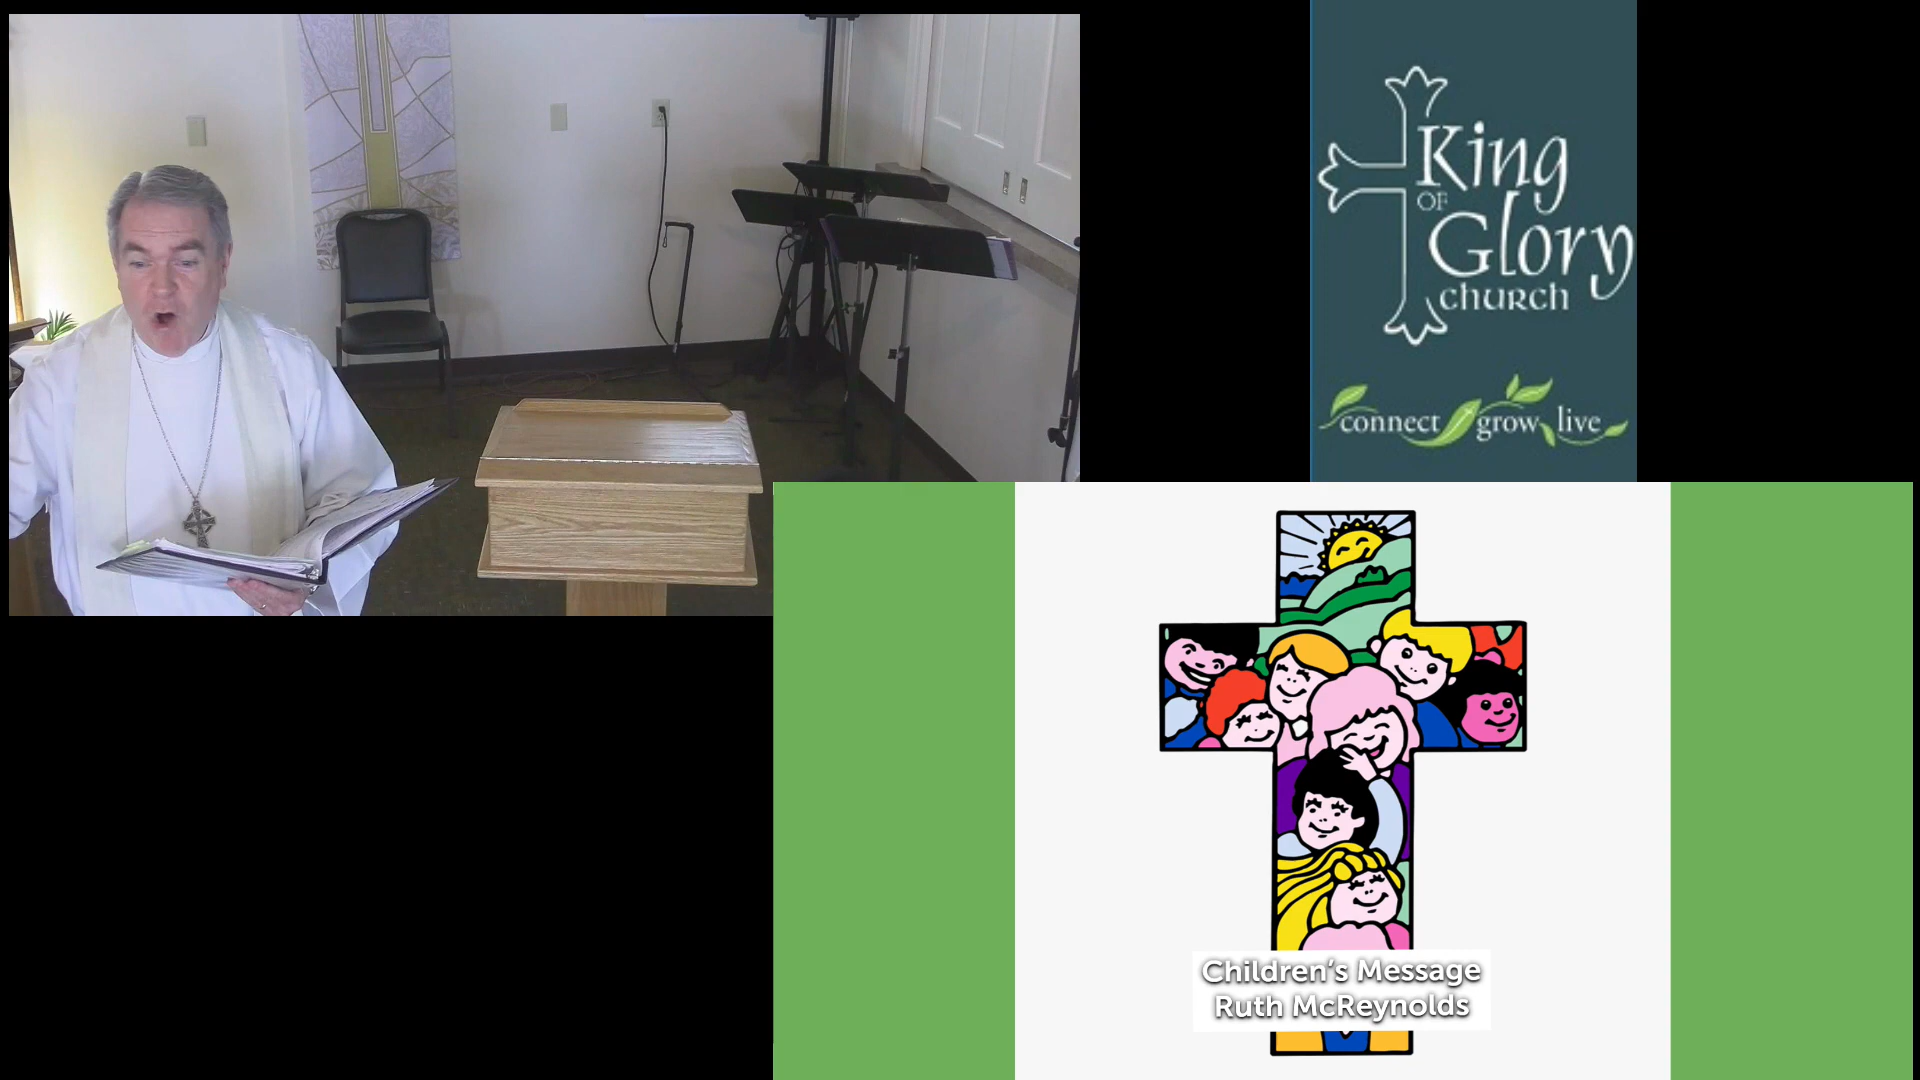 King
OF
Glory
church
connect grow live
Children's Message
Ruth McReynolds